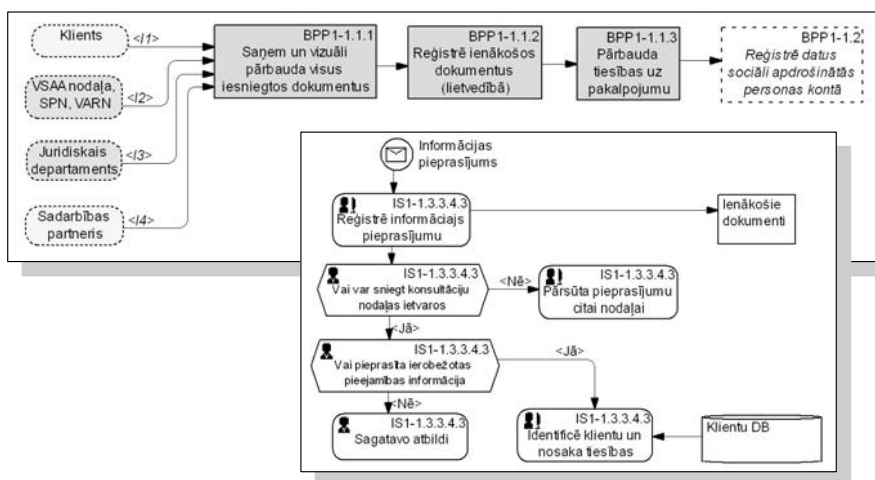 Klients
<I1>
VSAA nodaļa,
SPN, VARN
<I2>
Juridiskais
departaments
<I3>
Sadarbības
partneris
<I4>
BPP1-1.1.1
Saņem un vizuāli
pārbauda visus
iesniegtos dokumentus
BPP1-1.1.2
Reģistrē ienākošos
dokumentus
(lietvedībā)
BPP1-1.1.3
Pārbauda
tiesības uz
pakalpojumu
BPP1-1.2
Reģistrē datus
sociāli apdrošinātās
personas kontā
Informācijas
pieprasījums
IS1-1.3.3.4.3
Reģistrē informāciajs
pieprasījumu
Ienākošie
dokumenti
IS1-1.3.3.4.3
Vai var sniegt konsultāciju
nodaļas ietvaros
<Nē>
IS1-1.3.3.4.3
Pārsūta pieprasījumu
citai nodaļai
<Jā>
IS1-1.3.3.4.3
Vai pieprasīta ierobežotas
pieejamības informācija
<Jā>
<Nē>
IS1-1.3.3.4.3
Sagatavo atbildi
IS1-1.3.3.4.3
Identificē klientu un
nosaka tiesības
Klientu DB